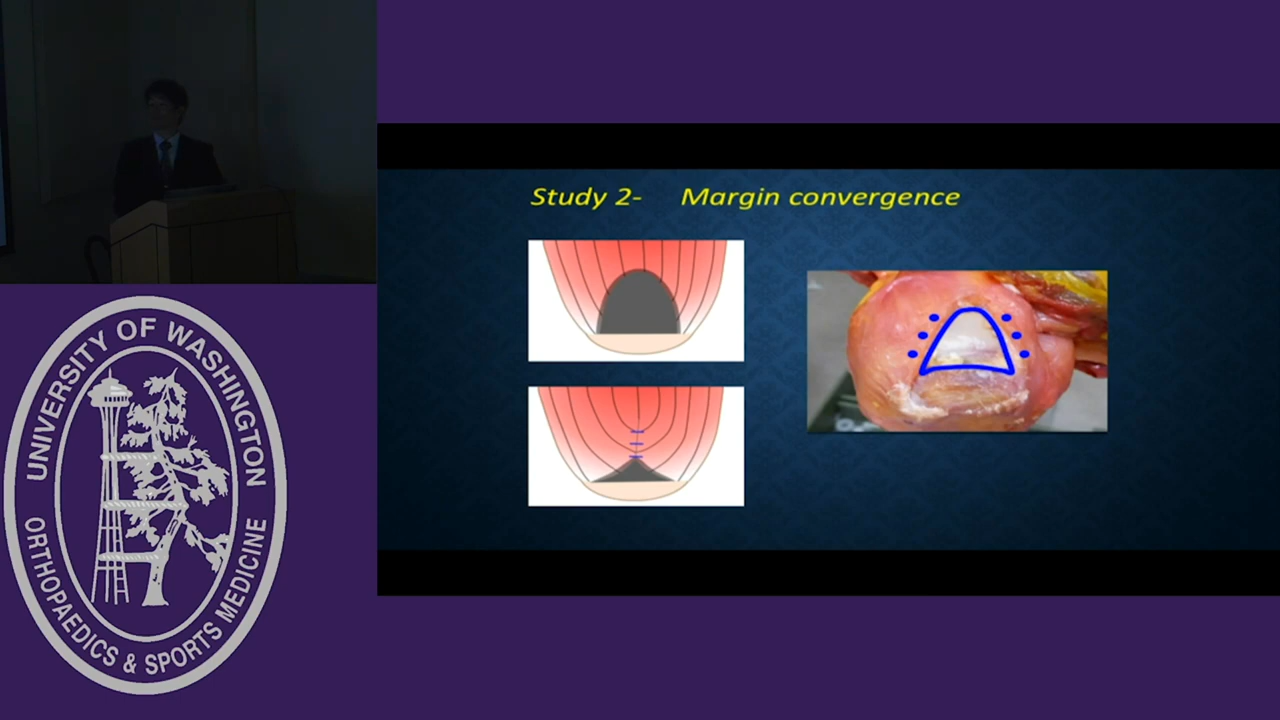 Study 2- Margin convergence
UNIVERSITY OF WASHINGTON
ORTHOPAEDICS & SPORTS MEDICINE